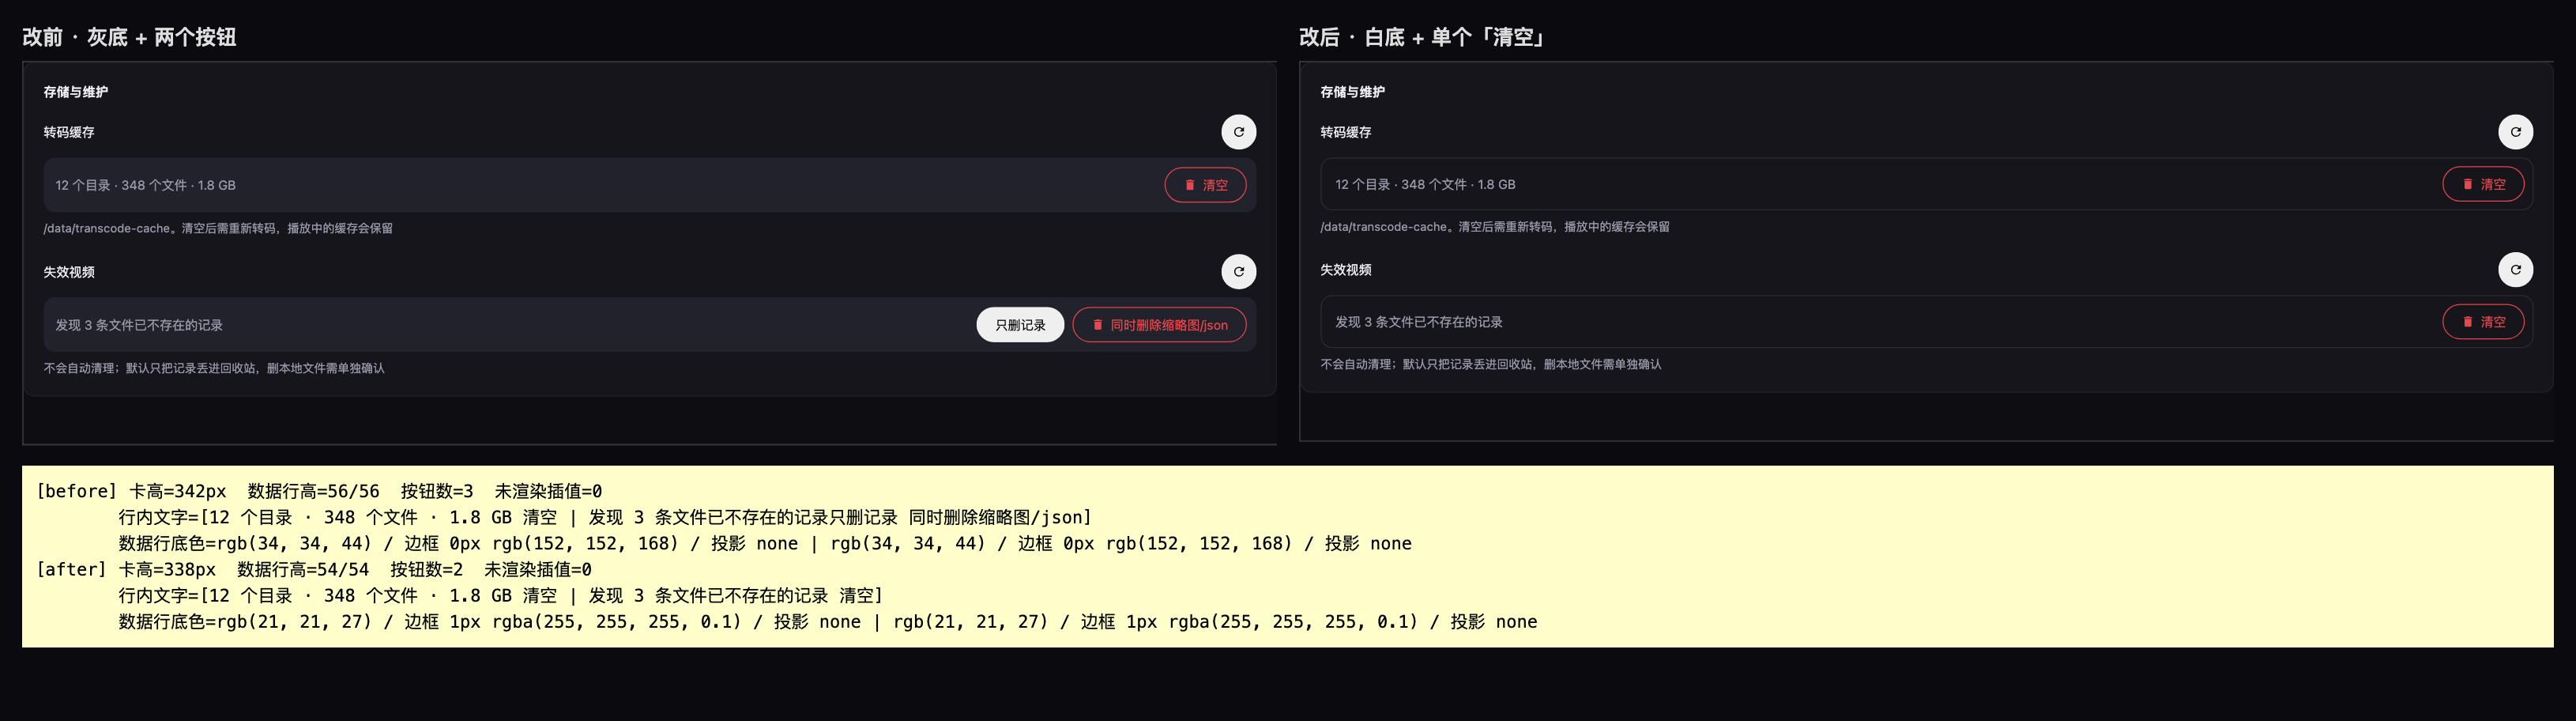 改前 · 灰底 + 两个按钮
存储与维护
转码缓存
12 个目录 · 348 个文件 · 1.8 GB
清空
/data/transcode-cache。清空后需重新转码，播放中的缓存会保留
失效视频
发现 3 条文件已不存在的记录
只删记录
同时删除缩略图/json
不会自动清理；默认只把记录丢进回收站，删本地文件需单独确认
改后 · 白底 + 单个「清空」
存储与维护
转码缓存
12 个目录 · 348 个文件 · 1.8 GB
清空
/data/transcode-cache。清空后需重新转码，播放中的缓存会保留
失效视频
发现 3 条文件已不存在的记录
清空
不会自动清理；默认只把记录丢进回收站，删本地文件需单独确认
[before] 卡高=342px 数据行高=56/56 按钮数=3 未渲染插值=0
行内文字=[12 个目录 · 348 个文件 · 1.8 GB 清空 | 发现 3 条文件已不存在的记录只删记录 同时删除缩略图/json]
数据行底色=rgb(34, 34, 44) / 边框 0px rgb(152, 152, 168) / 投影 none | rgb(34, 34, 44) / 边框 0px rgb(152, 152, 168) / 投影 none
[after] 卡高=338px 数据行高=54/54 按钮数=2 未渲染插值=0
行内文字=[12 个目录 · 348 个文件 · 1.8 GB 清空 | 发现 3 条文件已不存在的记录 清空]
数据行底色=rgb(21, 21, 27) / 边框 1px rgba(255, 255, 255, 0.1) / 投影 none | rgb(21, 21, 27) / 边框 1px rgba(255, 255, 255, 0.1) / 投影 none